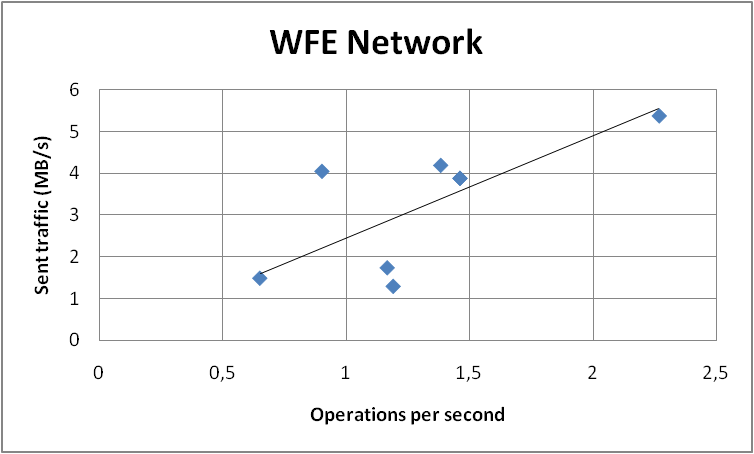 WFE Network
Sent traffic (MB/s)
6
5
4
3
2
1
0
0 0,5 1 1,5 2 2,5
Operations per second